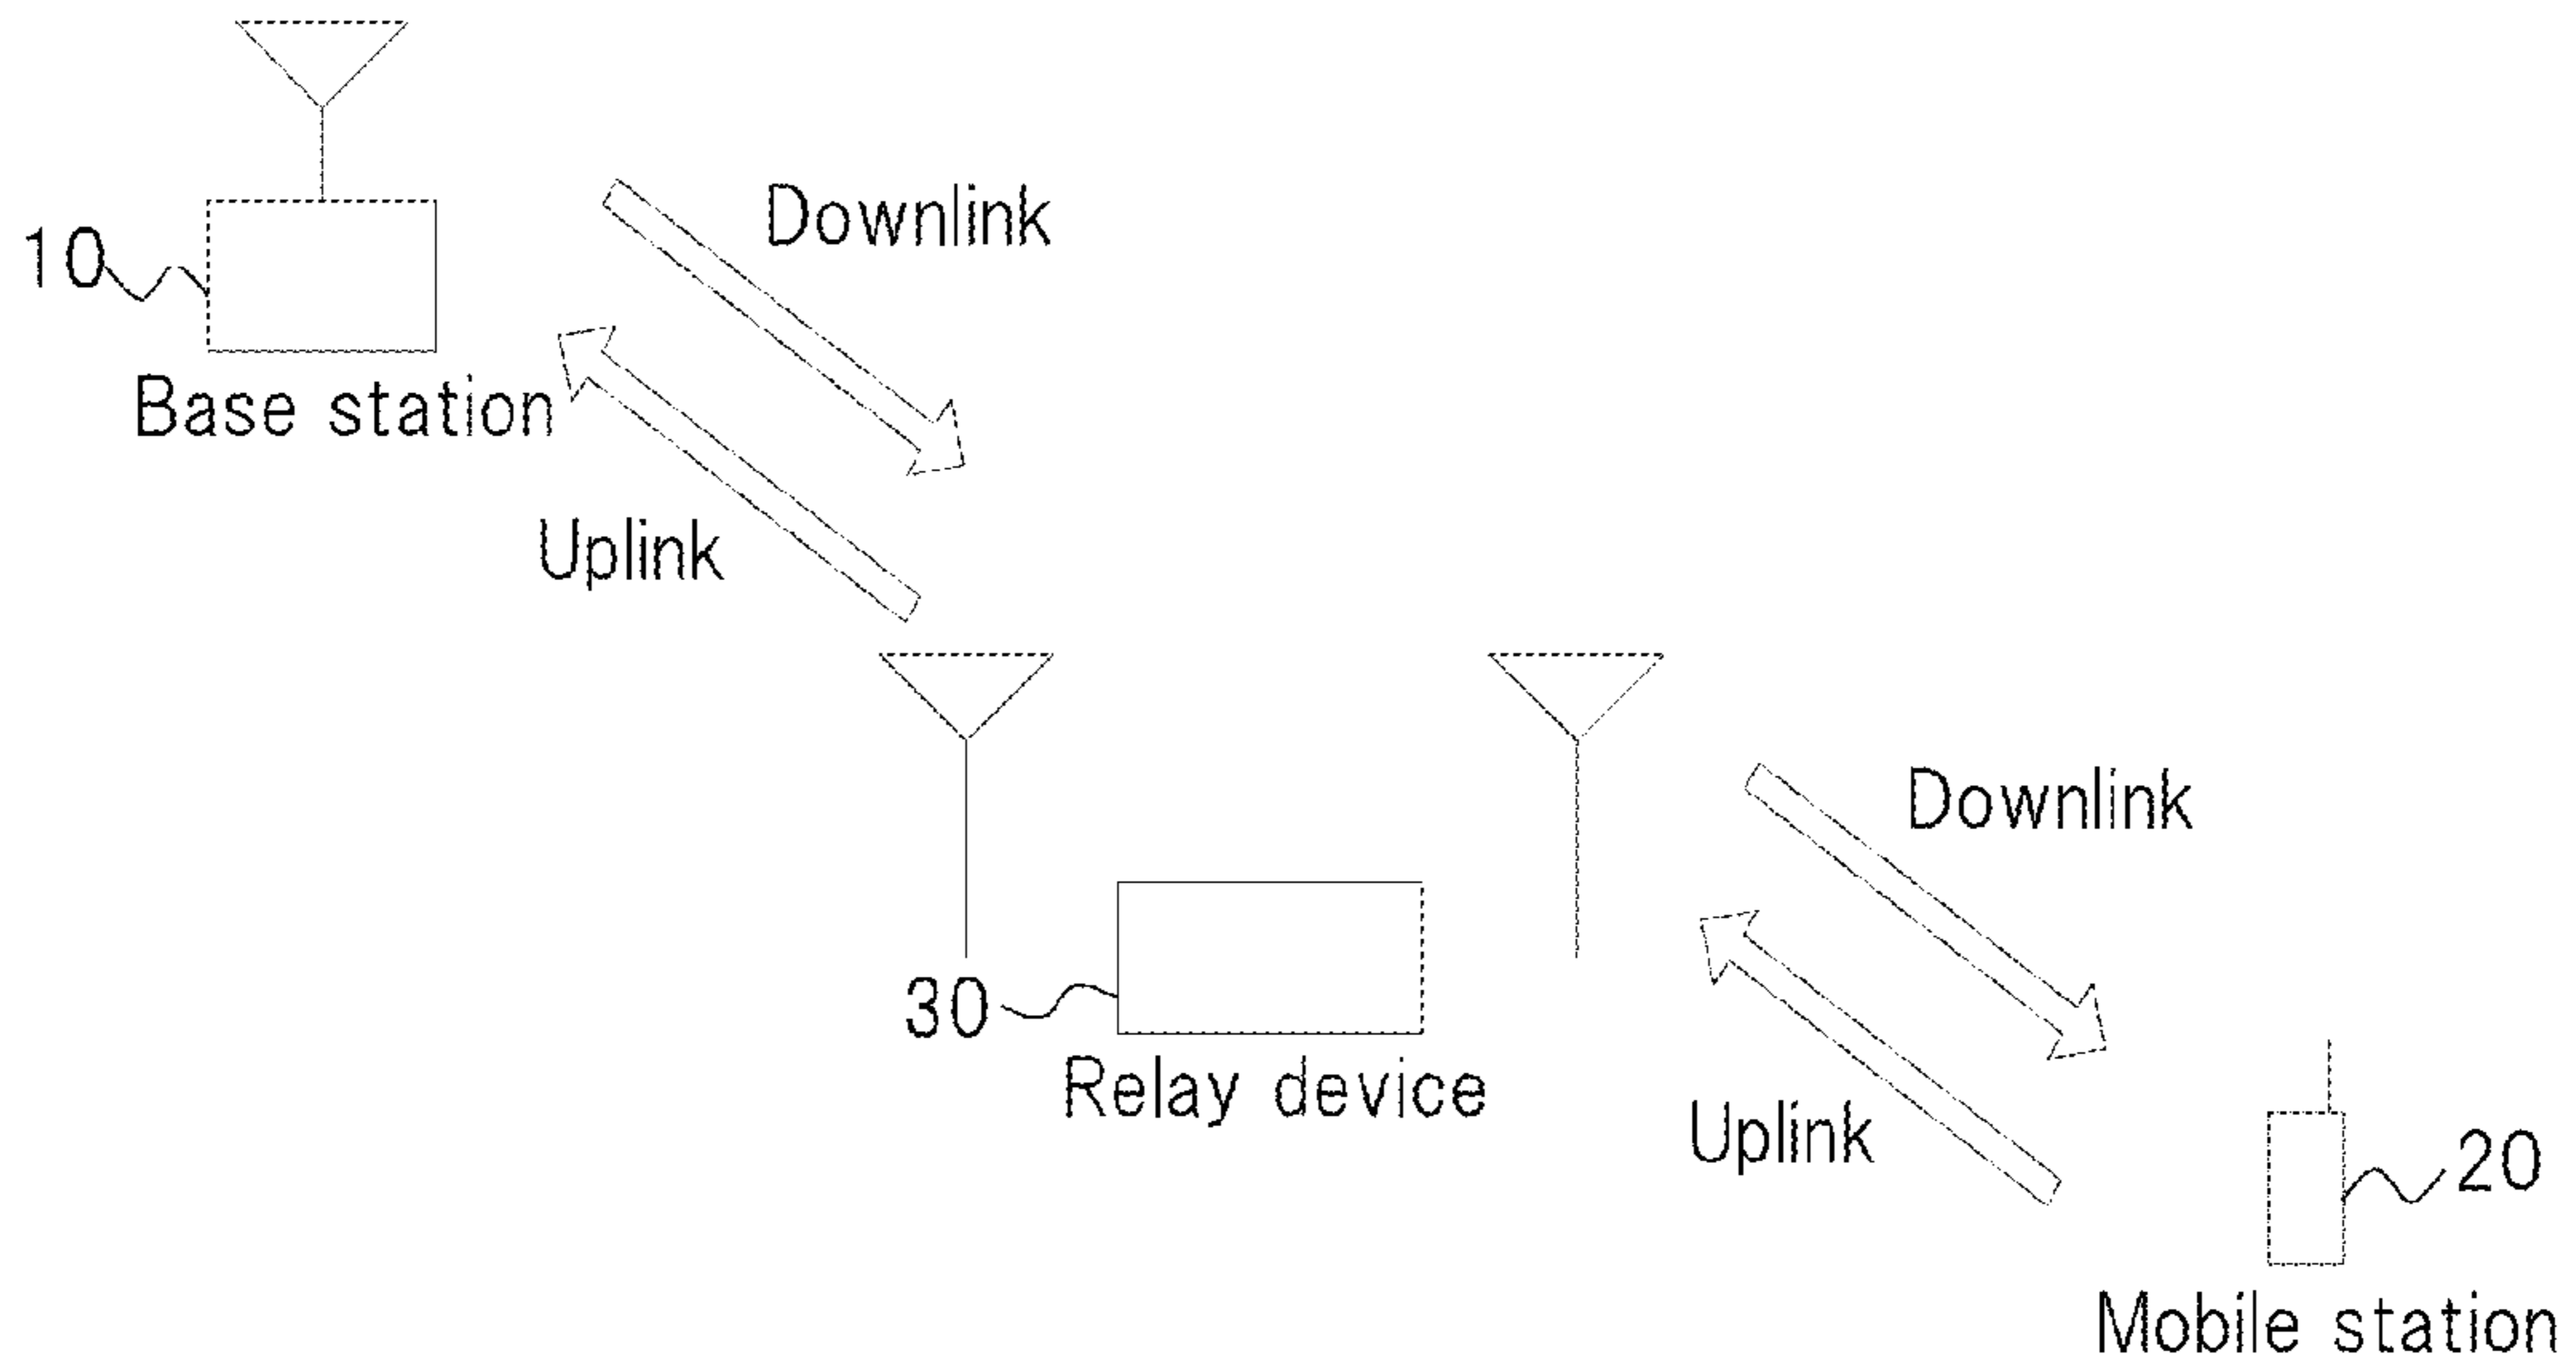 Downlink
10
Base station
Uplink
Downlink
30
Relay device
Uplink
20
Mobile station